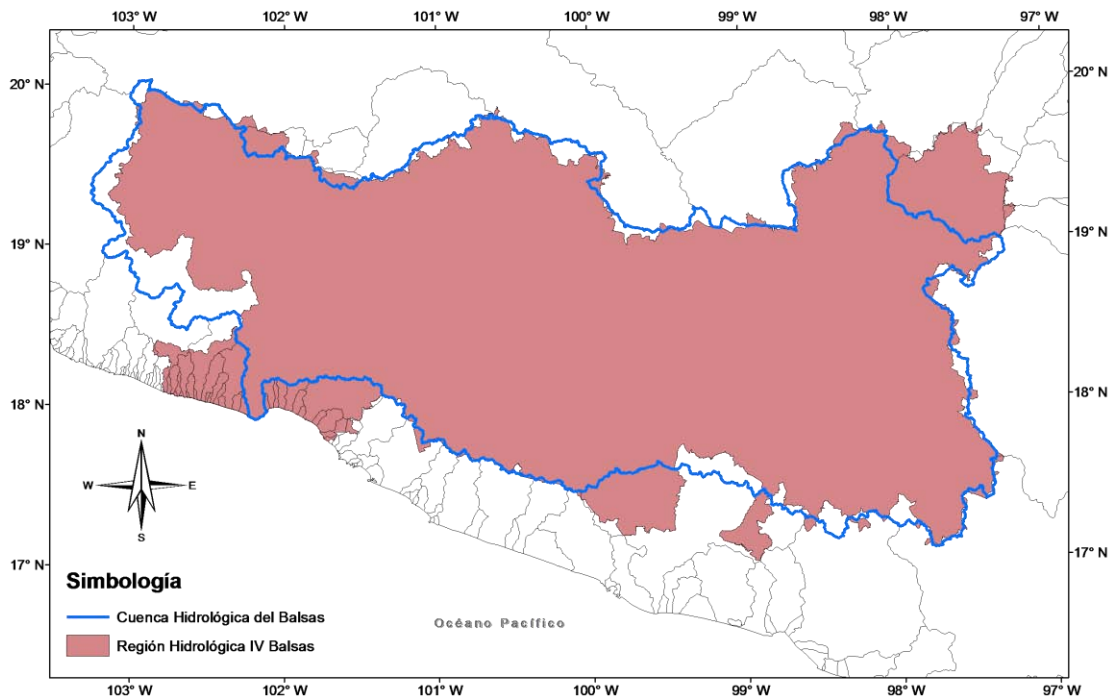 103° W 102° W 101° W 100° W 99° W 98° W 97° W
20° N 20° N
19° N 19° N
18° N 18° N
17° N 17° N
N
W E
S
Simbología
Cuenca Hidrológica del Balsas
Región Hidrológica IV Balsas
Océano Pacífico
103° W 102° W 101° W 100° W 99° W 98° W 97° W